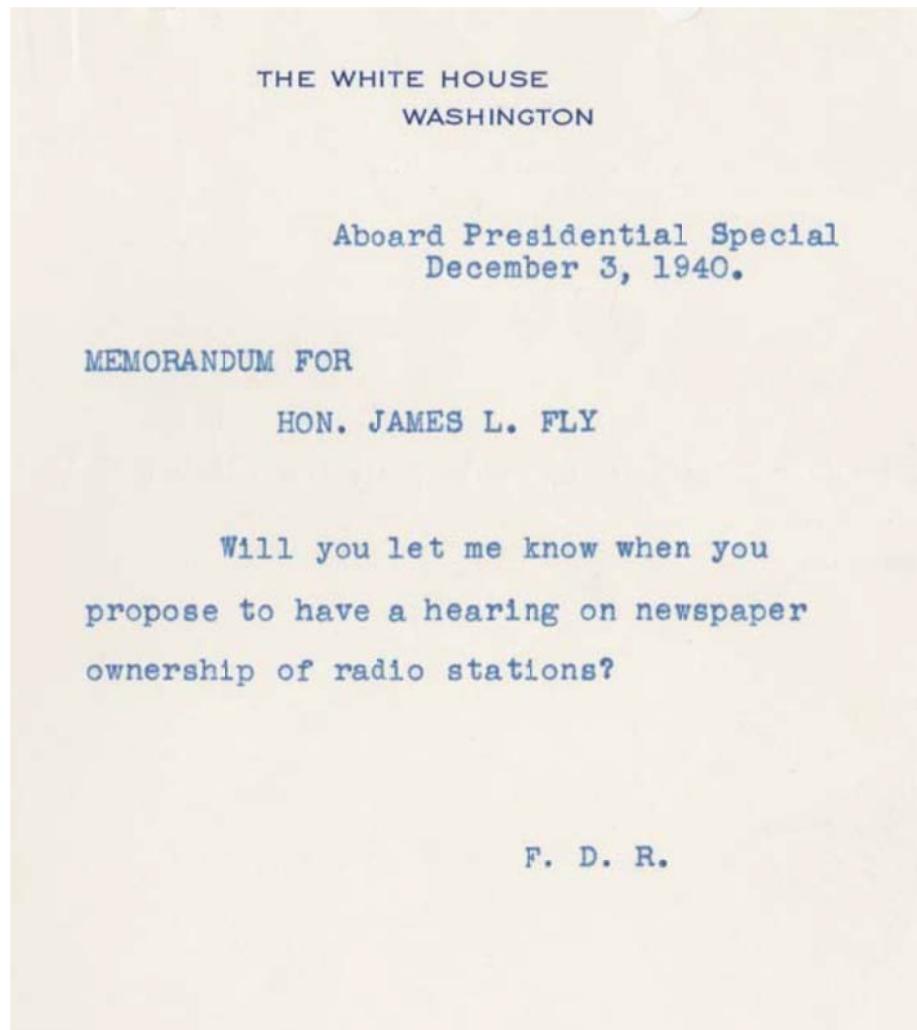 THE WHITE HOUSE
WASHINGTON
Aboard Presidential Special
December 3, 1940.
MEMORANDUM FOR
HON. JAMES L. FLY
Will you let me know when you
propose to have a hearing on newspaper
ownership of radio stations?
F. D. R.